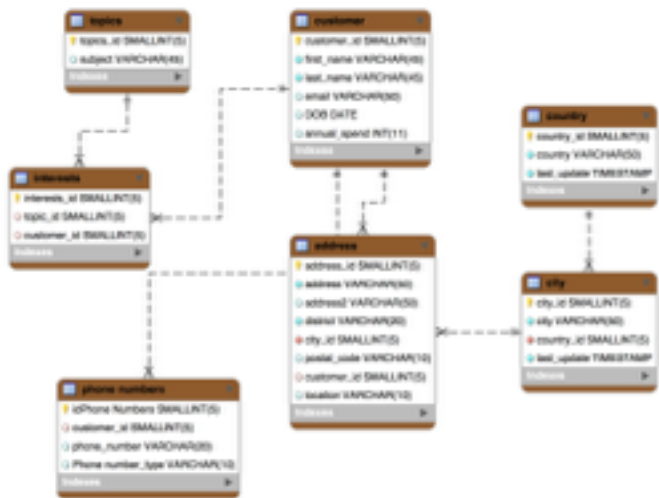 topics
topics_id SMALLINT(5)
subject VARCHAR(45)
Indexes
customer
customer_id SMALLINT(5)
first_name VARCHAR(45)
last_name VARCHAR(45)
email VARCHAR(50)
DOB DATE
annual_spend INT(11)
country
country_id SMALLINT(5)
country VARCHAR(50)
last_update TIMESTAMP
Indexes
interests
interests_id SMALLINT(5)
topic_id SMALLINT(5)
customer_id SMALLINT(5)
Indexes
address
address_id SMALLINT(5)
address VARCHAR(50)
address2 VARCHAR(50)
district VARCHAR(20)
city_id SMALLINT(5)
postal_code VARCHAR(10)
customer_id SMALLINT(5)
location VARCHAR(10)
Indexes
city
city_id SMALLINT(5)
city VARCHAR(50)
country_id SMALLINT(5)
last_update TIMESTAMP
Indexes
phone numbers
idPhone Numbers SMALLINT(5)
customer_id SMALLINT(5)
phone_number VARCHAR(20)
Phone number_type VARCHAR(10)
Indexes